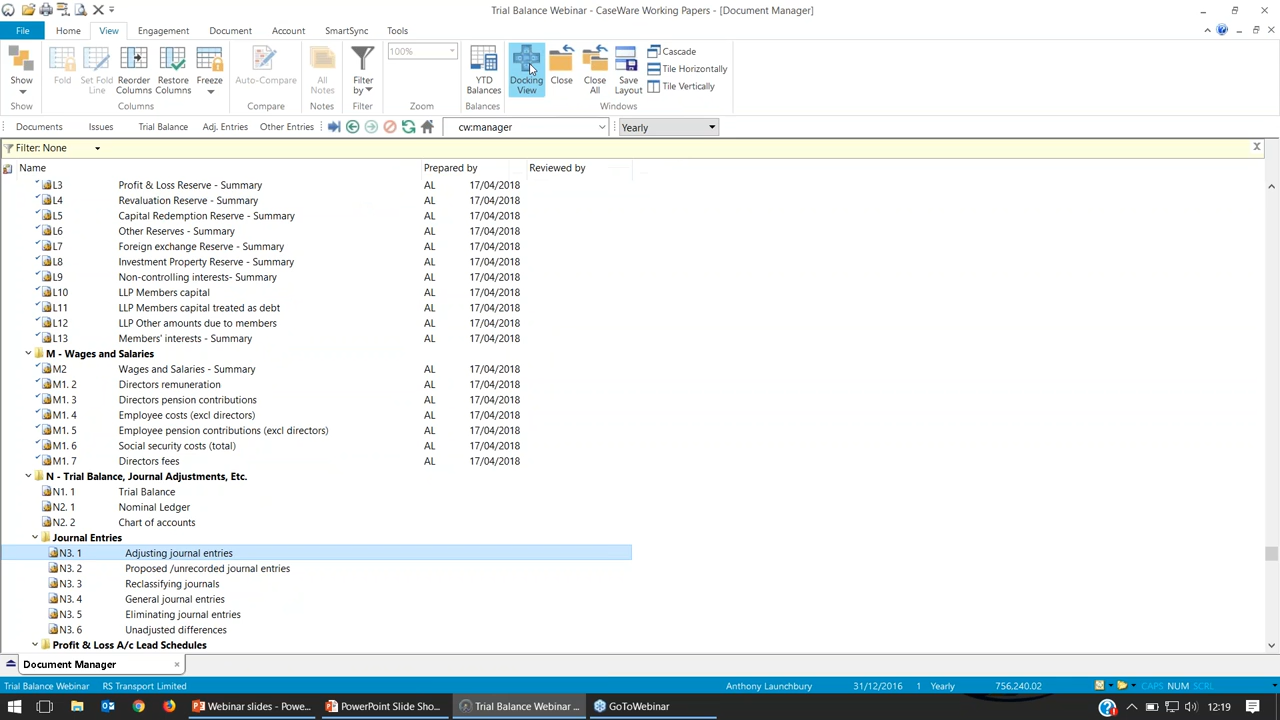 Trial Balance Webinar - CaseWare Working Papers - [Document Manager]
File Home View Engagement Document Account SmartSync Tools
Show Fold Set Fold Line Reorder Columns Restore Columns Freeze Auto-Compare All Notes Filter by 100% YTD Balances Docking View Close Close All Save Layout Cascade Tile Horizontally Tile Vertically
Show Columns Compare Notes Filter Zoom Balances Windows
Documents Issues Trial Balance Adj. Entries Other Entries cw:manager Yearly
Filter: None
Name Prepared by Reviewed by
L3 Profit & Loss Reserve - Summary AL 17/04/2018
L4 Revaluation Reserve - Summary AL 17/04/2018
L5 Capital Redemption Reserve - Summary AL 17/04/2018
L6 Other Reserves - Summary AL 17/04/2018
L7 Foreign exchange Reserve - Summary AL 17/04/2018
L8 Investment Property Reserve - Summary AL 17/04/2018
L9 Non-controlling interests- Summary AL 17/04/2018
L10 LLP Members capital AL 17/04/2018
L11 LLP Members capital treated as debt AL 17/04/2018
L12 LLP Other amounts due to members AL 17/04/2018
L13 Members' interests - Summary AL 17/04/2018
M - Wages and Salaries
M2 Wages and Salaries - Summary AL 17/04/2018
M1. 2 Directors remuneration AL 17/04/2018
M1. 3 Directors pension contributions AL 17/04/2018
M1. 4 Employee costs (excl directors) AL 17/04/2018
M1. 5 Employee pension contributions (excl directors) AL 17/04/2018
M1. 6 Social security costs (total) AL 17/04/2018
M1. 7 Directors fees AL 17/04/2018
N - Trial Balance, Journal Adjustments, Etc.
N1. 1 Trial Balance
N2. 1 Nominal Ledger
N2. 2 Chart of accounts
Journal Entries
N3. 1 Adjusting journal entries
N3. 2 Proposed /unrecorded journal entries
N3. 3 Reclassifying journals
N3. 4 General journal entries
N3. 5 Eliminating journal entries
N3. 6 Unadjusted differences
Profit & Loss A/c Lead Schedules
Document Manager
Trial Balance Webinar RS Transport Limited Anthony Launchbury 31/12/2016 1 Yearly 756,240.02 CAPS NUM SCRL
Webinar slides - Powe... PowerPoint Slide Sho... Trial Balance Webinar ... GoToWebinar 12:19